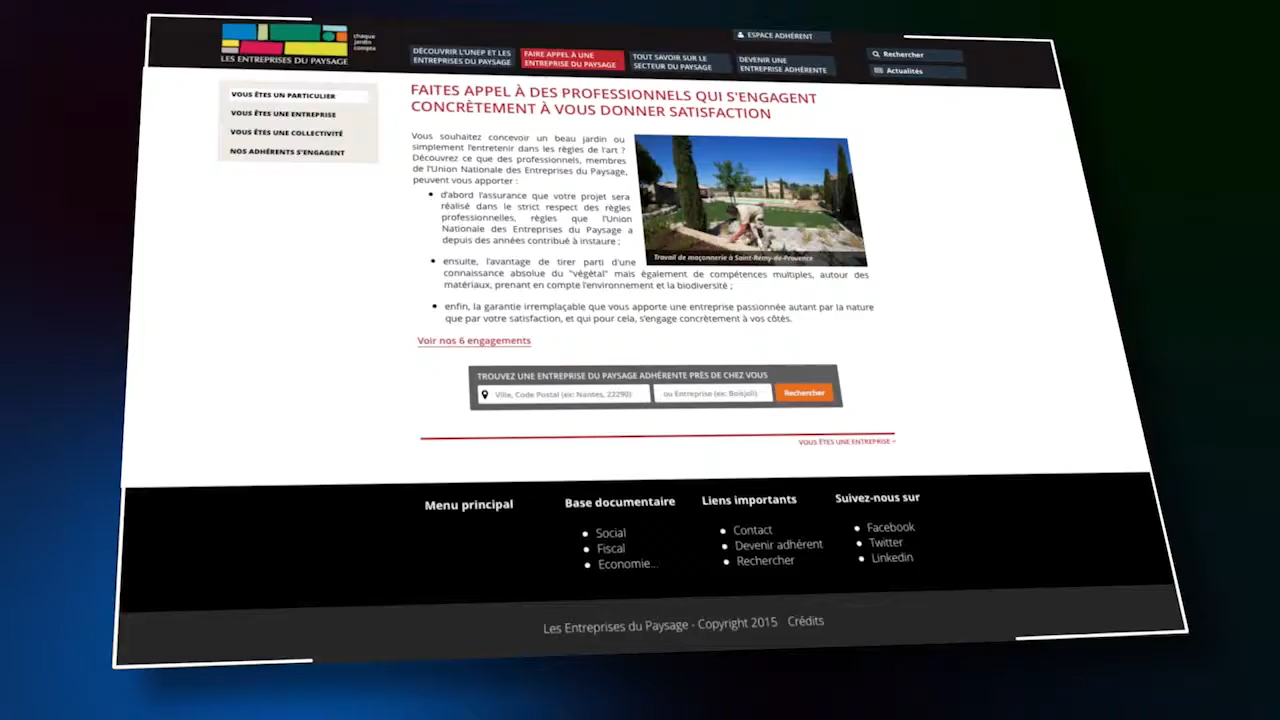 LES ENTREPRISES DU PAYSAGE
chaque
jardin
compte
ESPACE ADHÉRENT
DÉCOUVRIR L'UNEP ET LES
ENTREPRISES DU PAYSAGE
FAIRE APPEL À UNE
ENTREPRISE DU PAYSAGE
TOUT SAVOIR SUR LE
SECTEUR DU PAYSAGE
DEVENIR UNE
ENTREPRISE ADHÉRENTE
Rechercher
Actualités
VOUS ÊTES UN PARTICULIER
VOUS ÊTES UNE ENTREPRISE
VOUS ÊTES UNE COLLECTIVITÉ
NOS ADHÉRENTS S'ENGAGENT
FAITES APPEL À DES PROFESSIONNELS QUI S'ENGAGENT
CONCRÈTEMENT À VOUS DONNER SATISFACTION
Vous souhaitez concevoir un beau jardin ou
simplement l'entretenir dans les règles de l'art ?
Découvrez ce que des professionnels, membres
de l'Union Nationale des Entreprises du Paysage,
peuvent vous apporter :
d'abord l'assurance que votre projet sera
réalisé dans le strict respect des règles
professionnelles, règles que l'Union
Nationale des Entreprises du Paysage a
depuis des années contribué à instaure ;
Travail de maçonnerie à Saint-Rémy-de-Provence
ensuite, l'avantage de tirer parti d'une
connaissance absolue du "végétal" mais également de compétences multiples, autour des
matériaux, prenant en compte l'environnement et la biodiversité ;
enfin, la garantie irremplaçable que vous apporte une entreprise passionnée autant par la nature
que par votre satisfaction, et qui pour cela, s'engage concrètement à vos côtés.
Voir nos 6 engagements
TROUVEZ UNE ENTREPRISE DU PAYSAGE ADHÉRENTE PRÈS DE CHEZ VOUS
Ville, Code Postal (ex: Nantes, 22290)
ou Entreprise (ex: Boisjoli)
Rechercher
VOUS ÊTES UNE ENTREPRISE »
Menu principal
Base documentaire
Social
Fiscal
Economie...
Liens importants
Contact
Devenir adhérent
Rechercher
Suivez-nous sur
Facebook
Twitter
Linkedin
Les Entreprises du Paysage - Copyright 2015 Crédits